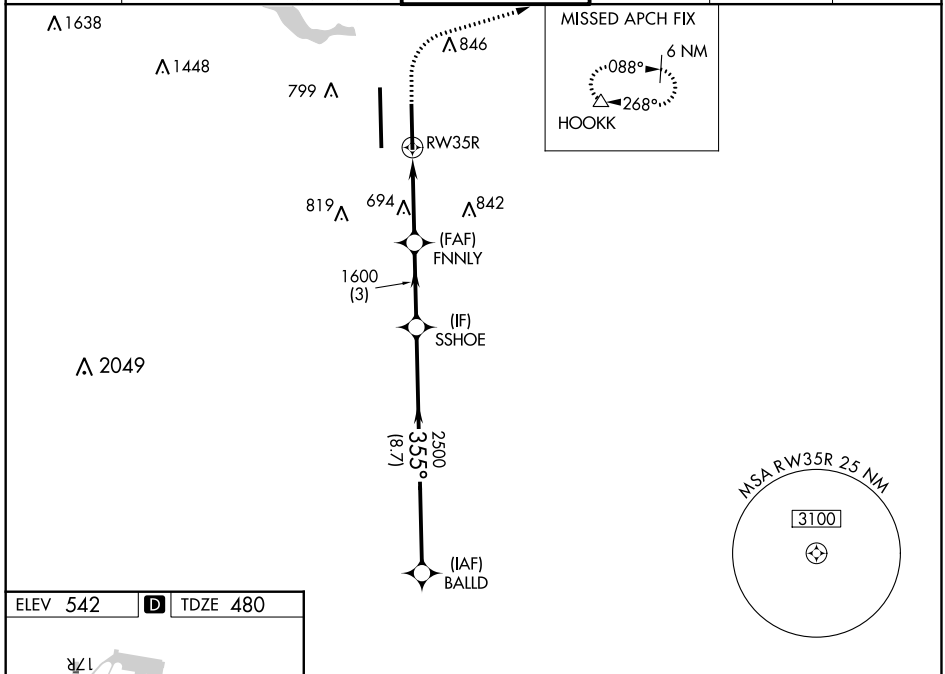 1638
1448
799
846
MISSED APCH FIX
6 NM
088°
268°
HOOKK
RW35R
819
694
842
(FAF)
FNNLY
1600
(3)
(IF)
SSHOE
2049
2500
355°
(8.7)
(IAF)
BALLD
MSA RW35R 25 NM
3100
ELEV 542
D
TDZE 480
17R